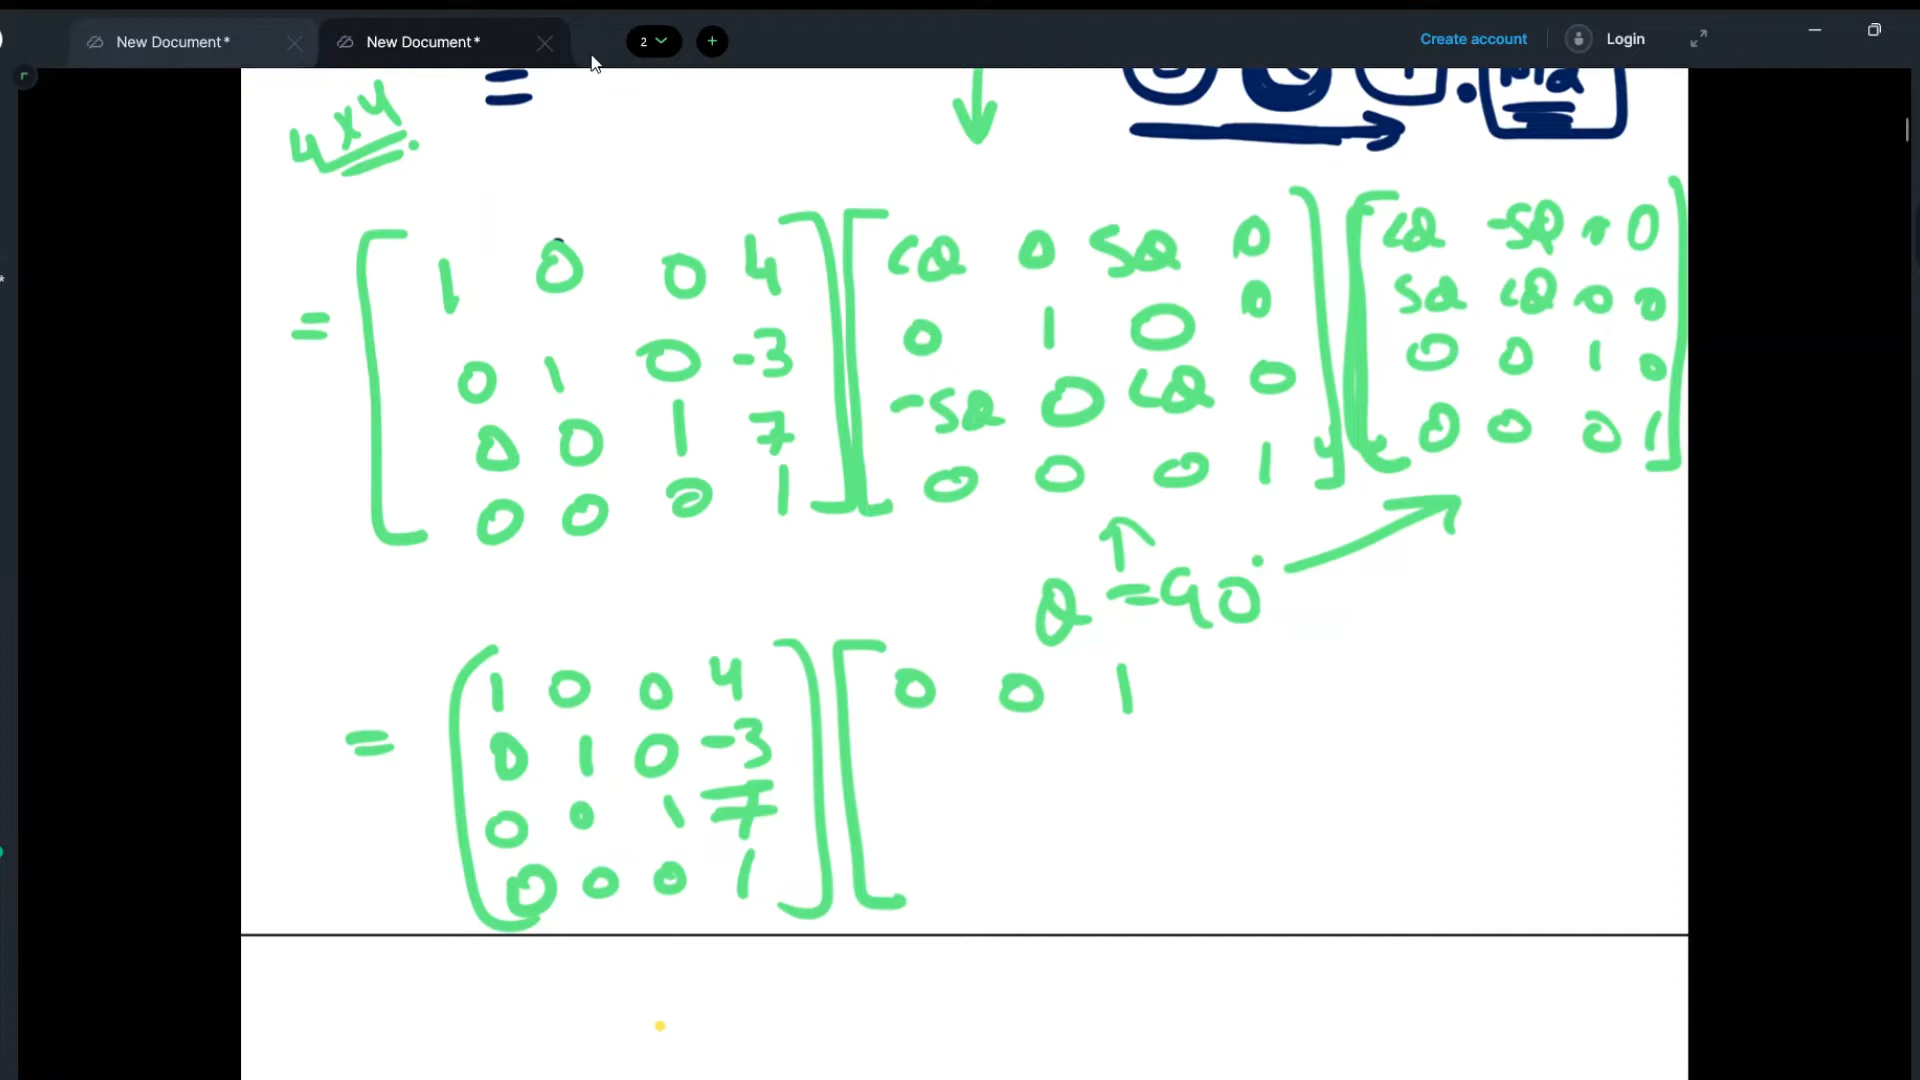 New Document* New Document* 2 Create account Login
4x4.
=
= [ 1 0 0 4 ] [ cθ 0 sθ 0 ] [ cθ -sθ 0 0 ]
0 1 0 -3 0 1 0 0 sθ cθ 0 0
0 0 1 7 -sθ 0 cθ 0 0 0 1 0
0 0 0 1 0 0 0 1 0 0 0 1
θ = 90°
= ( 1 0 0 4 ] [ 0 0 1
0 1 0 -3
0 0 1 7
0 0 0 1